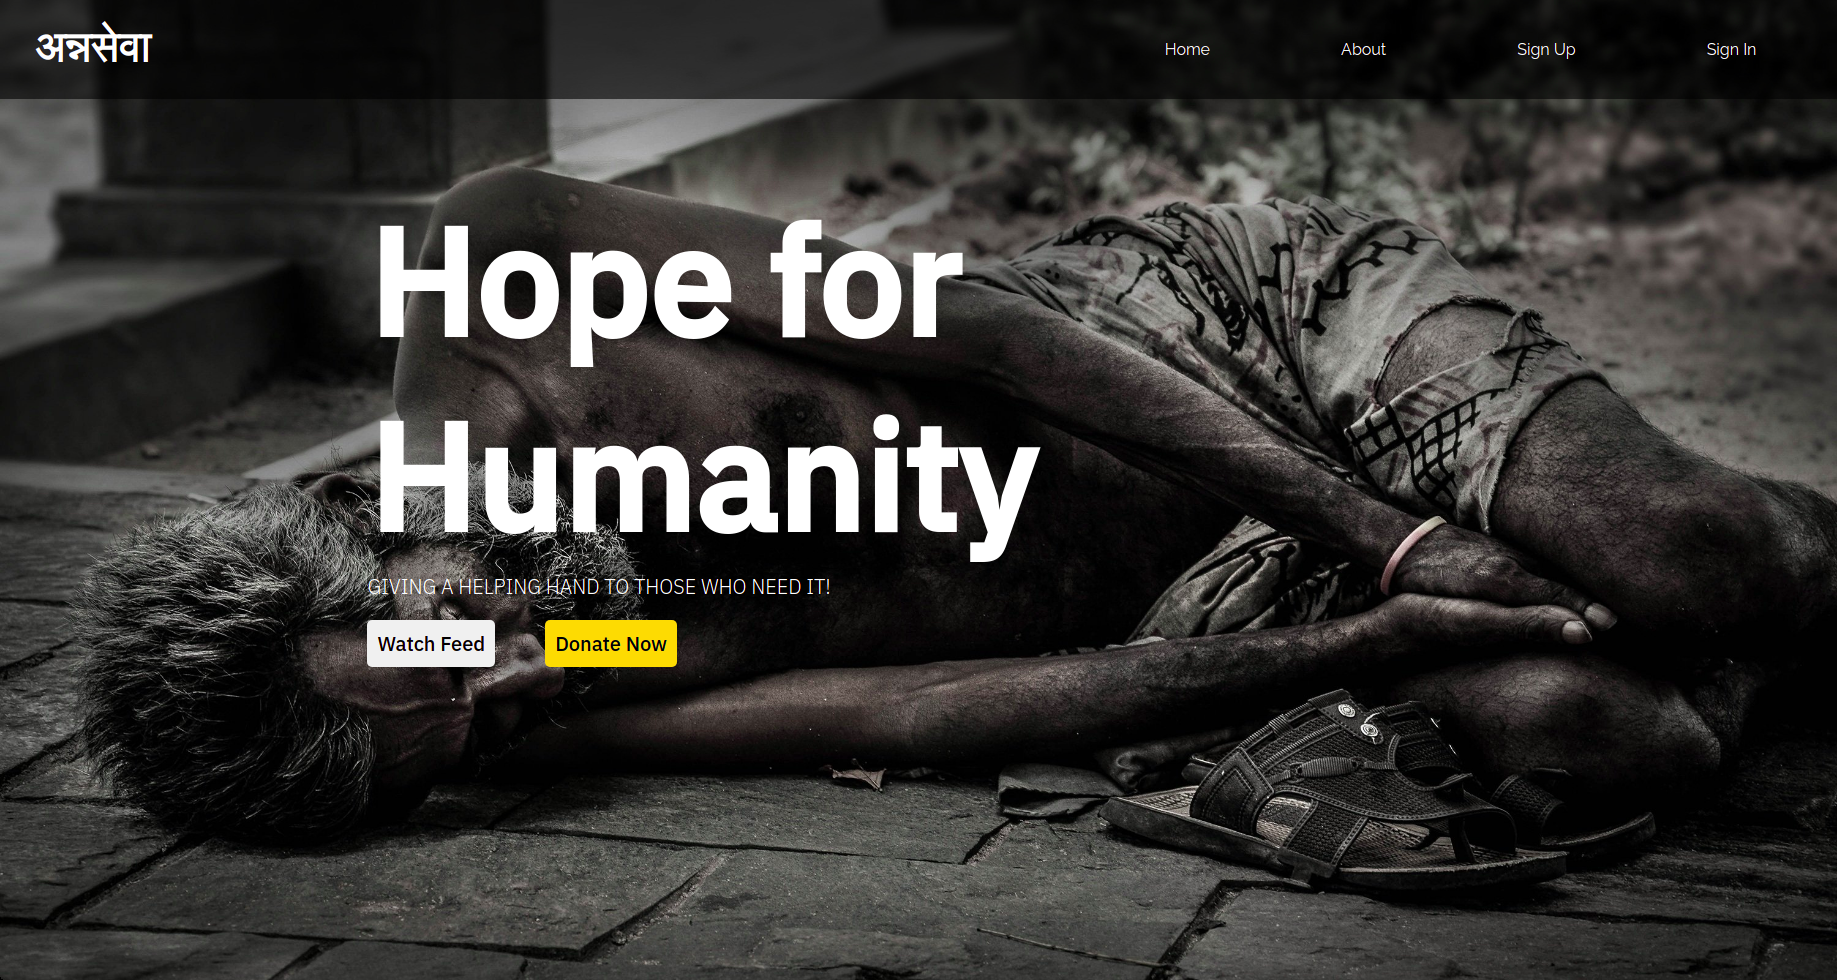 अन्नसेवा
Home
About
Sign Up
Sign In
Hope for
Humanity
GIVING A HELPING HAND TO THOSE WHO NEED IT!
Watch Feed
Donate Now